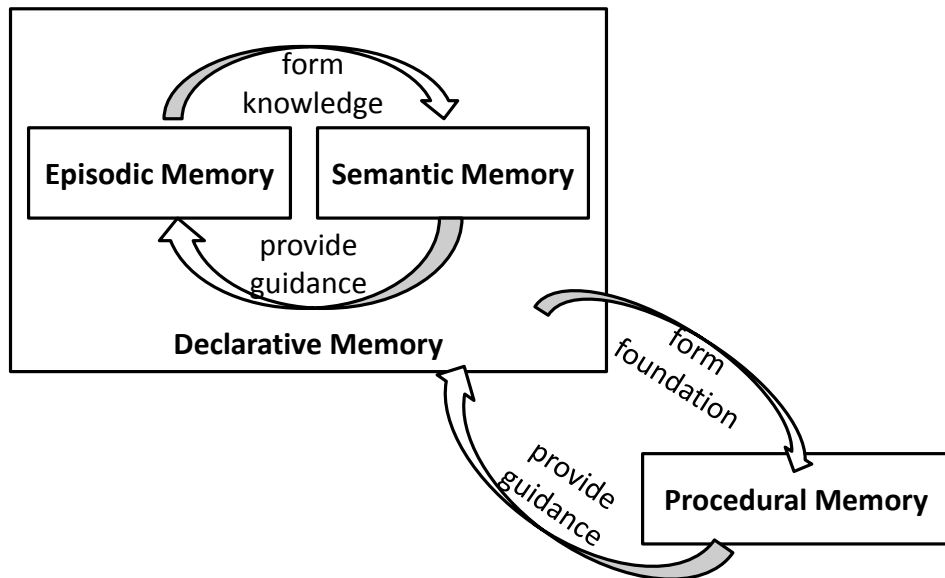 form
knowledge
Episodic Memory
Semantic Memory
provide
guidance
Declarative Memory
form
foundation
provide
guidance
Procedural Memory